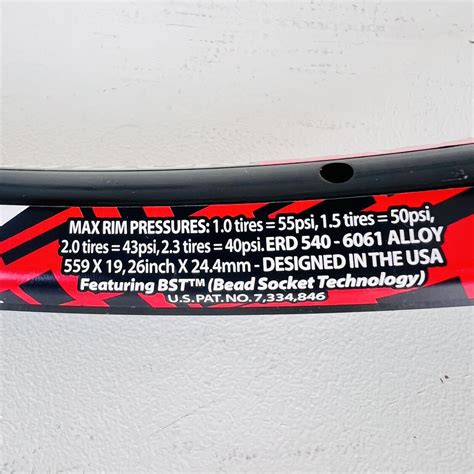 MAX RIM PRESSURES: 1.0 tires = 55psi, 1.5 tires = 50psi,
2.0 tires = 43psi, 2.3 tires = 40psi. ERD 540 - 6061 ALLOY
559 X 19, 26inch X 24.4mm - DESIGNED IN THE USA
Featuring BST™ (Bead Socket Technology)
U.S. PAT. NO. 7,334,846